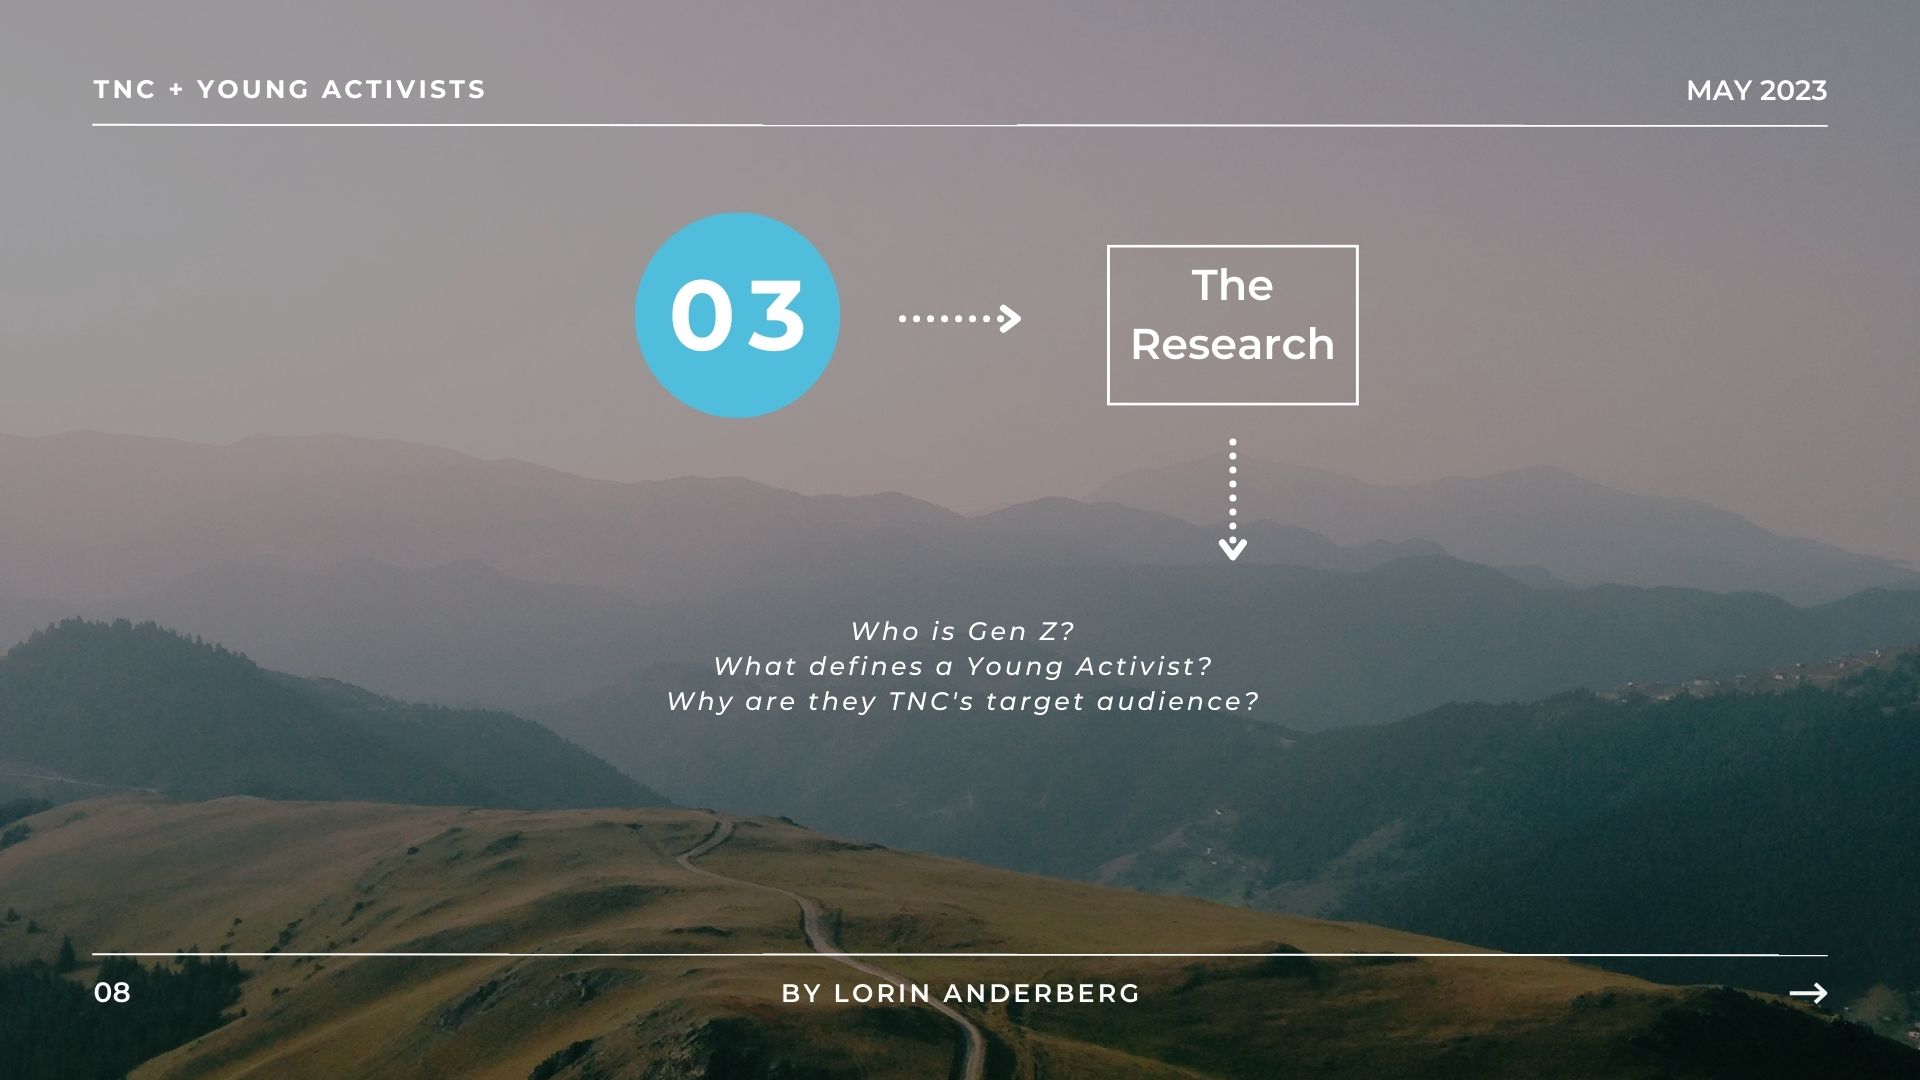 TNC + YOUNG ACTIVISTS
MAY 2023
03
The
Research
Who is Gen Z?
What defines a Young Activist?
Why are they TNC's target audience?
08
BY LORIN ANDERBERG